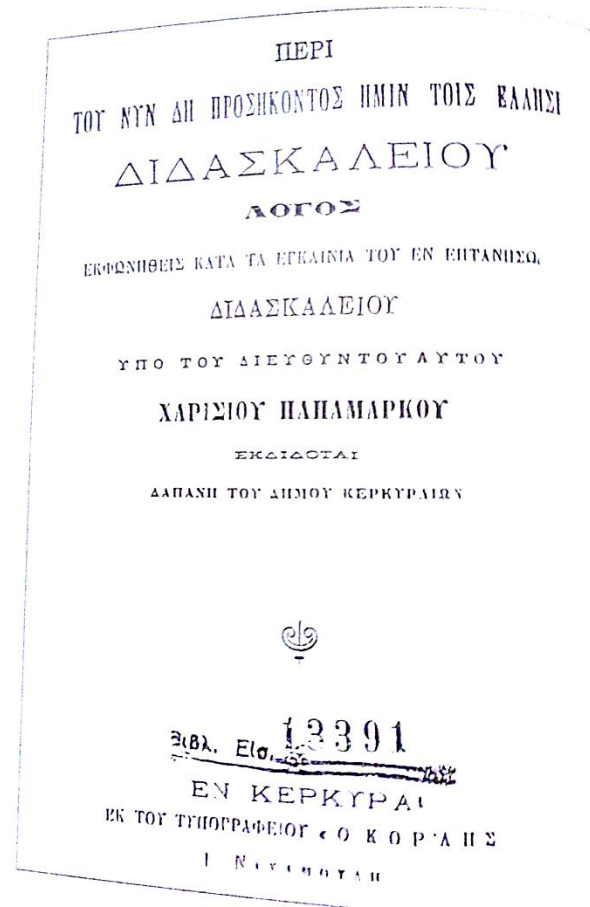 ΠΕΡΙ
ΤΟΥ ΝΥΝ ΔΗ ΠΡΟΣΗΚΟΝΤΟΣ ΗΜΙΝ ΤΟΙΣ ΕΛΛΗΣΙ
ΔΙΔΑΣΚΑΛΕΙΟΥ
ΛΟΓΟΣ
ΕΚΦΩΝΗΘΕΙΣ ΚΑΤΑ ΤΑ ΕΓΚΑΙΝΙΑ ΤΟΥ ΕΝ ΕΠΤΑΝΗΣΩ
ΔΙΔΑΣΚΑΛΕΙΟΥ
ΥΠΟ ΤΟΥ ΔΙΕΥΘΥΝΤΟΥ ΑΥΤΟΥ
ΧΑΡΙΣΙΟΥ ΠΑΠΑΜΑΡΚΟΥ
ΕΚΔΙΔΟΤΑΙ
ΔΑΠΑΝΗ ΤΟΥ ΔΗΜΟΥ ΚΕΡΚΥΡΑΙΩΝ
Βιβλ. Εισ. 13391
ΕΝ ΚΕΡΚΥΡΑΙ
ΕΚ ΤΟΥ ΤΥΠΟΓΡΑΦΕΙΟΥ «Ο ΚΟΡΑΗΣ